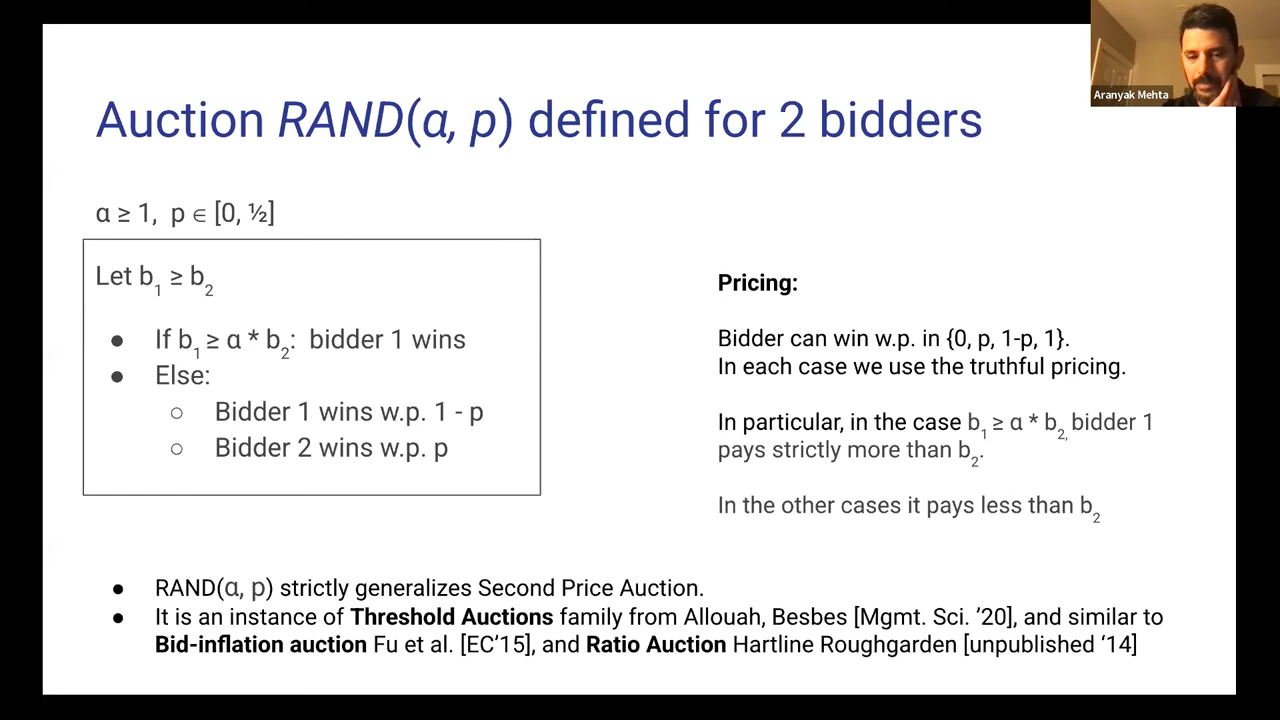 Aranyak Mehta
Auction RAND(α, p) defined for 2 bidders
α ≥ 1, p ∈ [0, ½]
Let b₁ ≥ b₂
● If b₁ ≥ α * b₂: bidder 1 wins
● Else:
○ Bidder 1 wins w.p. 1 - p
○ Bidder 2 wins w.p. p
Pricing:
Bidder can win w.p. in {0, p, 1-p, 1}.
In each case we use the truthful pricing.
In particular, in the case b₁ ≥ α * b₂, bidder 1
pays strictly more than b₂.
In the other cases it pays less than b₂
● RAND(α, p) strictly generalizes Second Price Auction.
● It is an instance of Threshold Auctions family from Allouah, Besbes [Mgmt. Sci. ’20], and similar to
Bid-inflation auction Fu et al. [EC’15], and Ratio Auction Hartline Roughgarden [unpublished ‘14]